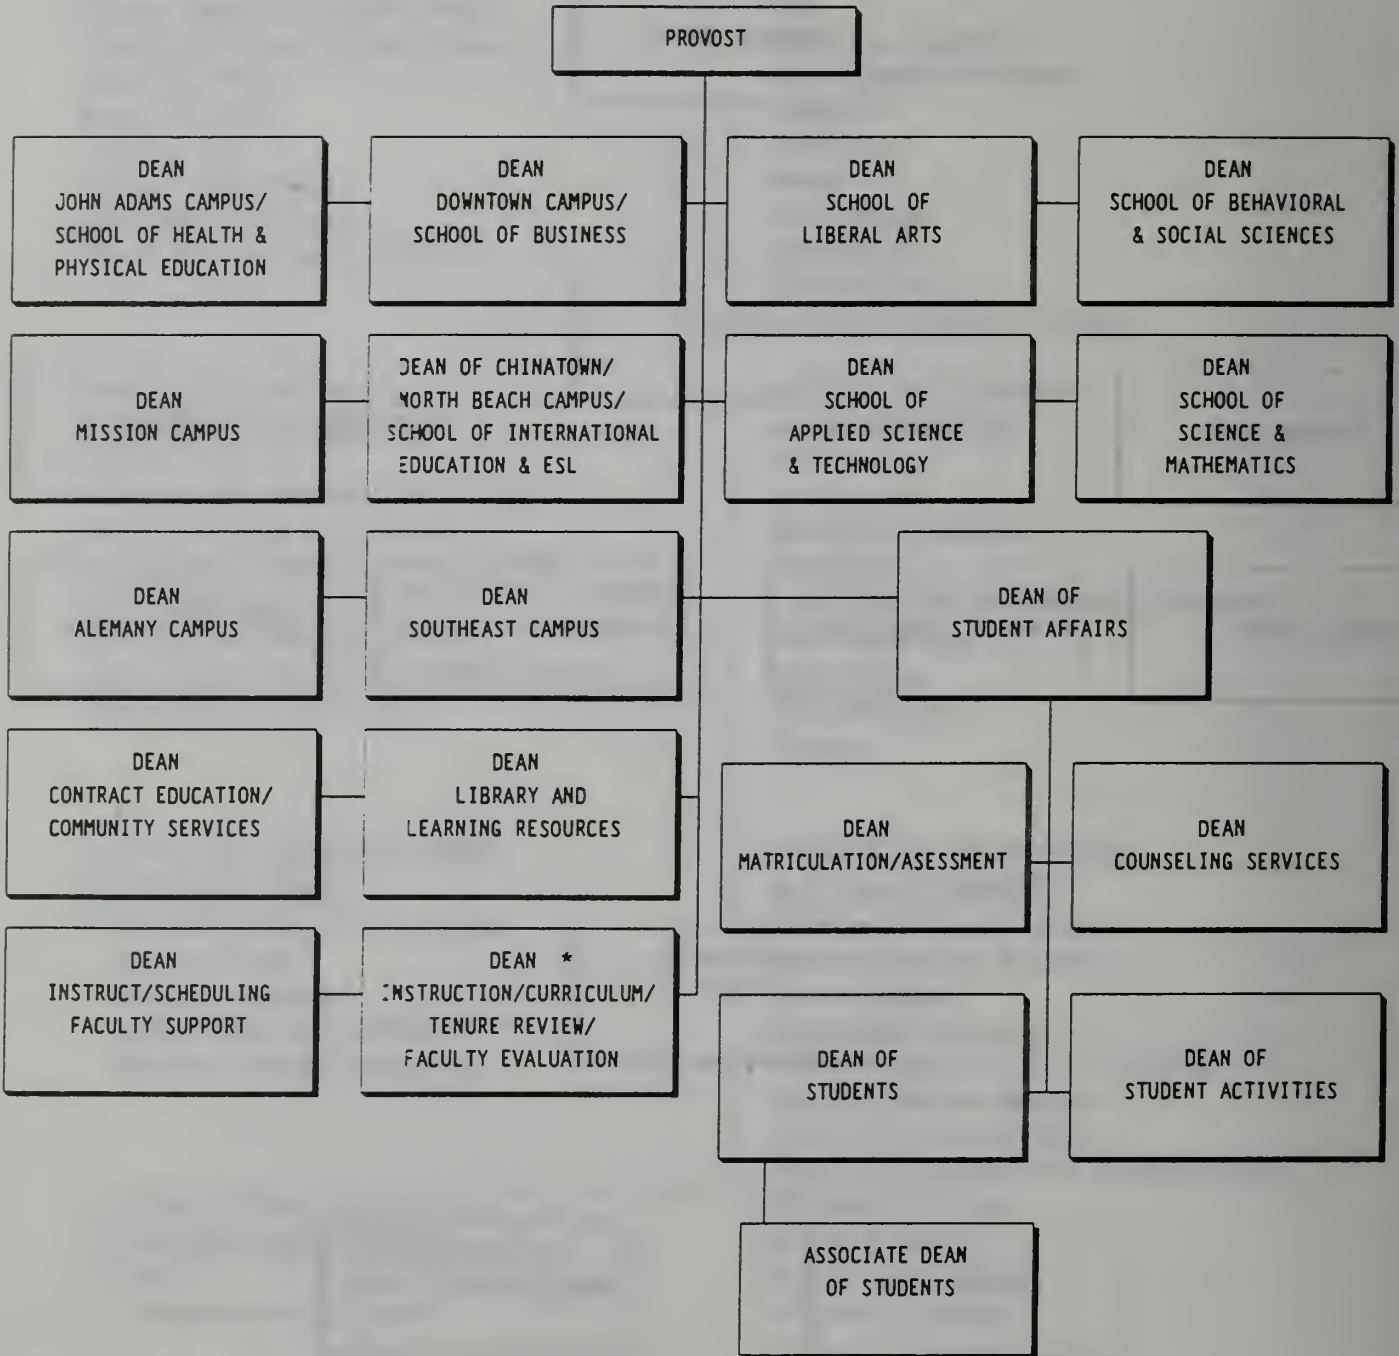 PROVOST
DEAN
JOHN ADAMS CAMPUS/
SCHOOL OF HEALTH &
PHYSICAL EDUCATION
DEAN
DOWNTOWN CAMPUS/
SCHOOL OF BUSINESS
DEAN
SCHOOL OF
LIBERAL ARTS
DEAN
SCHOOL OF BEHAVIORAL
& SOCIAL SCIENCES
DEAN
MISSION CAMPUS
DEAN OF CHINATOWN/
NORTH BEACH CAMPUS/
SCHOOL OF INTERNATIONAL
EDUCATION & ESL
DEAN
SCHOOL OF
APPLIED SCIENCE
& TECHNOLOGY
DEAN
SCHOOL OF
SCIENCE &
MATHEMATICS
DEAN
ALEMANY CAMPUS
DEAN
SOUTHEAST CAMPUS
DEAN OF
STUDENT AFFAIRS
DEAN
CONTRACT EDUCATION/
COMMUNITY SERVICES
DEAN
LIBRARY AND
LEARNING RESOURCES
DEAN
MATRICULATION/ASESSMENT
DEAN
COUNSELING SERVICES
DEAN
INSTRUCT/SCHEDULING
FACULTY SUPPORT
DEAN *
INSTRUCTION/CURRICULUM/
TENURE REVIEW/
FACULTY EVALUATION
DEAN OF
STUDENTS
DEAN OF
STUDENT ACTIVITIES
ASSOCIATE DEAN
OF STUDENTS